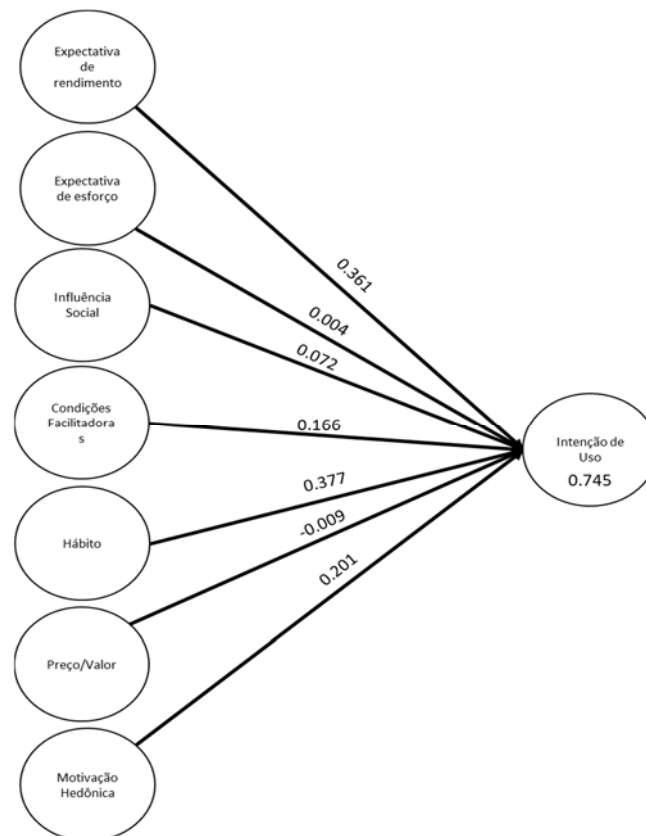 Expectativa
de
rendimento
Expectativa
de esforço
Influência
Social
Condições
Facilitadora
s
Hábito
Preço/Valor
Motivação
Hedônica
0.361
0.004
0.072
0.166
0.377
-0.009
0.201
Intenção de
Uso
0.745